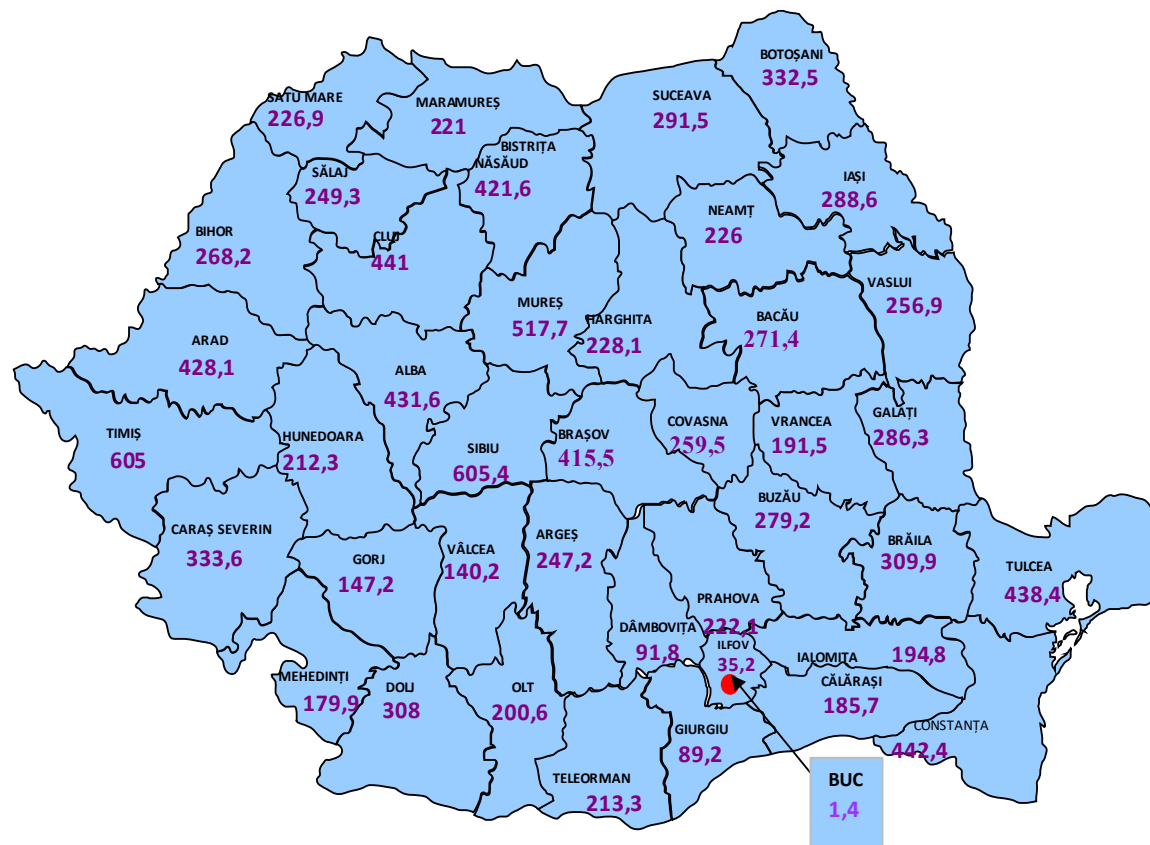 BOTOȘANI
332,5
SATU MARE
226,9
MARAMUREȘ
221
SUCEAVA
291,5
BISTRIȚA
NĂSĂUD
421,6
SĂLAJ
249,3
IAȘI
288,6
NEAMȚ
226
BIHOR
268,2
CLUJ
441
VASLUI
256,9
MUREȘ
517,7
HARGHITA
228,1
BACĂU
271,4
ARAD
428,1
ALBA
431,6
TIMIȘ
605
HUNEDOARA
212,3
SIBIU
605,4
BRAȘOV
415,5
COVASNA
259,5
VRANCEA
191,5
GALAȚI
286,3
BUZĂU
279,2
CARAȘ SEVERIN
333,6
GORJ
147,2
VÂLCEA
140,2
ARGEȘ
247,2
BRĂILA
309,9
TULCEA
438,4
PRAHOVA
222,1
DÂMBOVIȚA
91,8
ILFOV
35,2
IALOMIȚA
194,8
MEHEDINȚI
179,9
DOLJ
308
OLT
200,6
CĂLĂRAȘI
185,7
GIURGIU
89,2
CONSTANȚA
442,4
TELEORMAN
213,3
BUC
1,4